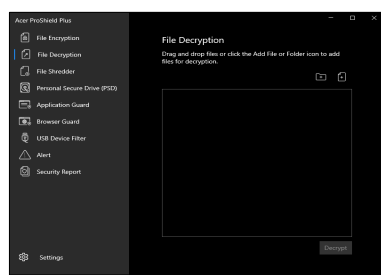 Acer ProShield Plus
File Encryption
File Decryption
File Shredder
Personal Secure Drive (PSD)
Application Guard
Browser Guard
USB Device Filter
Alert
Security Report
Settings
File Decryption
Drag and drop files or click the Add File or Folder icon to add
files for decryption.
Decrypt